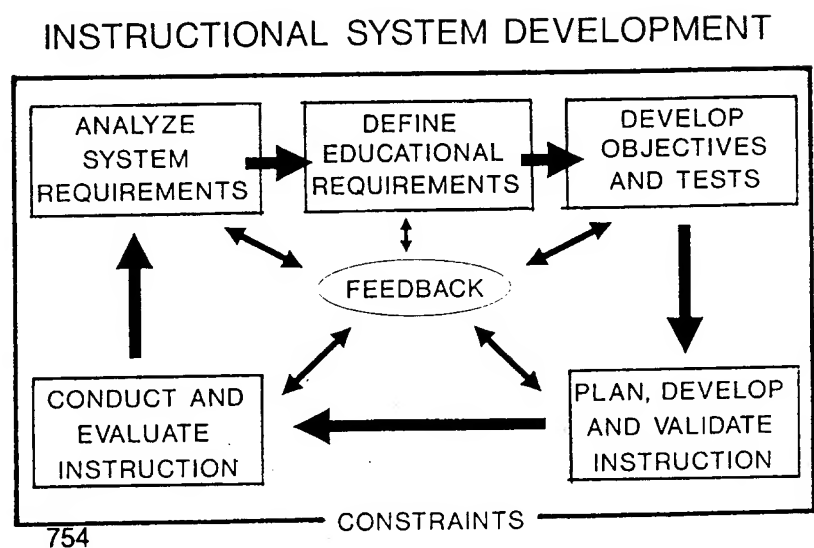 INSTRUCTIONAL SYSTEM DEVELOPMENT
ANALYZE
SYSTEM
REQUIREMENTS
DEFINE
EDUCATIONAL
REQUIREMENTS
DEVELOP
OBJECTIVES
AND TESTS
FEEDBACK
CONDUCT AND
EVALUATE
INSTRUCTION
PLAN, DEVELOP
AND VALIDATE
INSTRUCTION
CONSTRAINTS
754